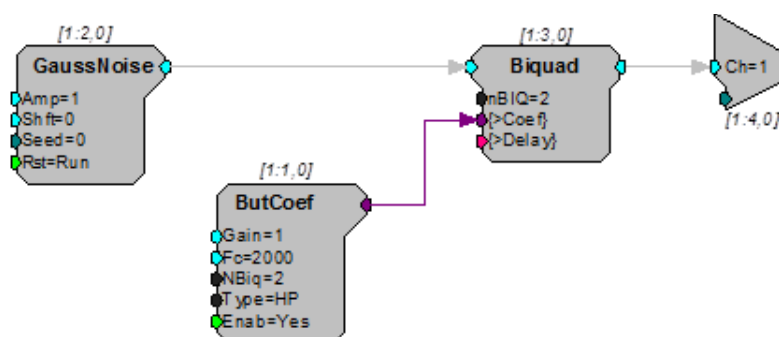 [1:2,0]
GaussNoise
Amp=1
Shft=0
Seed=0
Rst=Run
[1:1,0]
ButCoef
Gain=1
Fc=2000
NBiq=2
Type=HP
Enab=Yes
[1:3,0]
Biquad
nBIQ=2
{>Coef}
{>Delay}
Ch=1
[1:4,0]